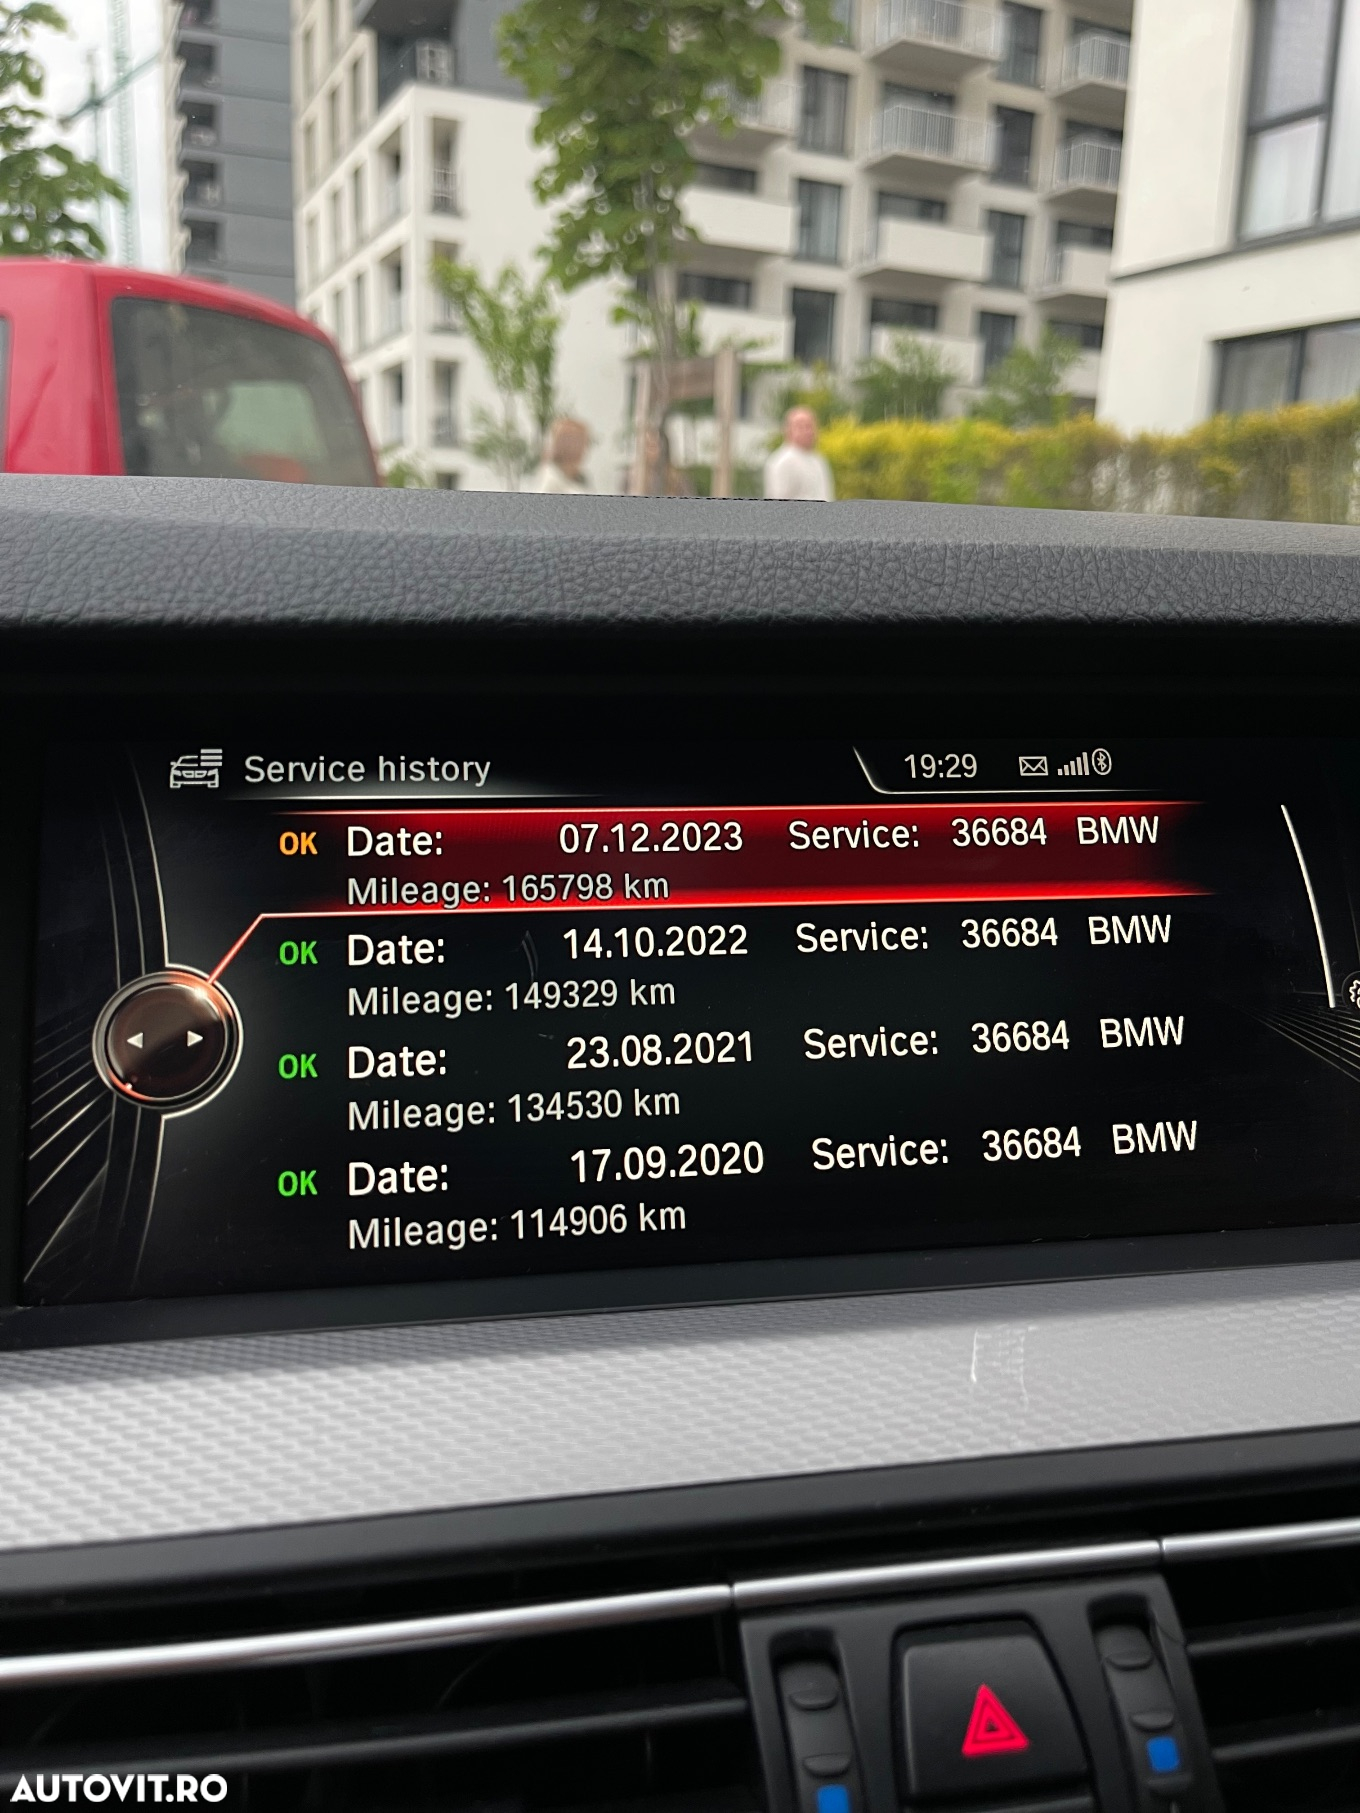 Service history
19:29
OK Date: 07.12.2023 Service: 36684 BMW
Mileage: 165798 km
OK Date: 14.10.2022 Service: 36684 BMW
Mileage: 149329 km
OK Date: 23.08.2021 Service: 36684 BMW
Mileage: 134530 km
OK Date: 17.09.2020 Service: 36684 BMW
Mileage: 114906 km
AUTOVIT.RO